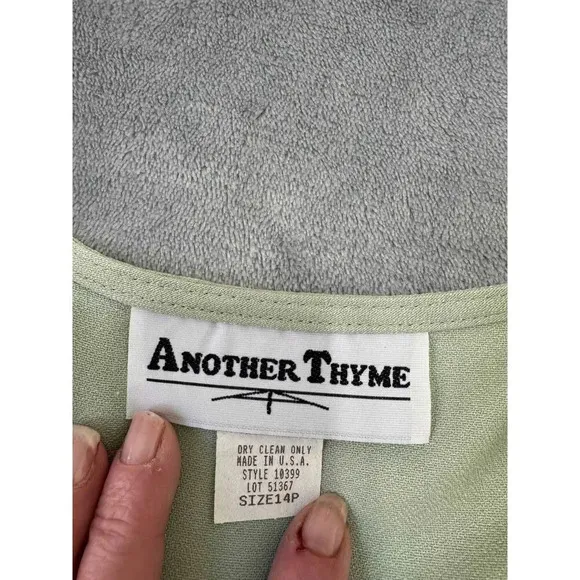 ANOTHER THYME
DRY CLEAN ONLY
MADE IN U.S.A.
STYLE 10399
LOT 51367
SIZE14P